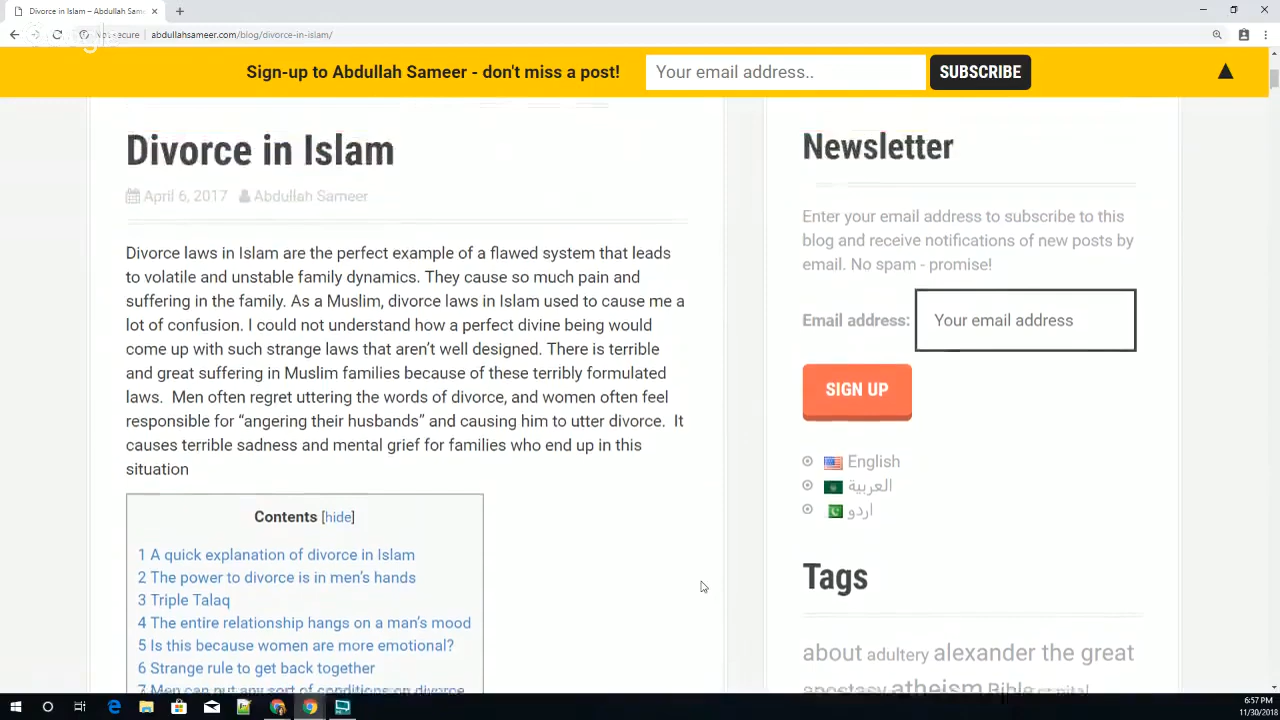 Divorce in Islam – Abdullah Sam
abdullahsameer.com/blog/divorce-in-islam/
Sign-up to Abdullah Sameer - don't miss a post!
Your email address..
SUBSCRIBE
▲
Divorce in Islam
April 6, 2017 Abdullah Sameer
Divorce laws in Islam are the perfect example of a flawed system that leads
to volatile and unstable family dynamics. They cause so much pain and
suffering in the family. As a Muslim, divorce laws in Islam used to cause me a
lot of confusion. I could not understand how a perfect divine being would
come up with such strange laws that aren't well designed. There is terrible
and great suffering in Muslim families because of these terribly formulated
laws. Men often regret uttering the words of divorce, and women often feel
responsible for “angering their husbands” and causing him to utter divorce. It
causes terrible sadness and mental grief for families who end up in this
situation
Contents [hide]
1 A quick explanation of divorce in Islam
2 The power to divorce is in men's hands
3 Triple Talaq
4 The entire relationship hangs on a man's mood
5 Is this because women are more emotional?
6 Strange rule to get back together
7 Men can put any sort of conditions on divorce
Newsletter
Enter your email address to subscribe to this
blog and receive notifications of new posts by
email. No spam - promise!
Email address:
Your email address
SIGN UP
English
العربية
اردو
Tags
about adultery alexander the great
apostasy atheism Bible
6:57 PM
11/30/2018